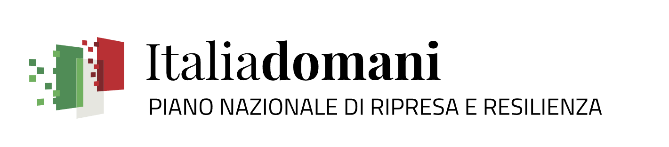 Italiadomani
PIANO NAZIONALE DI RIPRESA E RESILIENZA